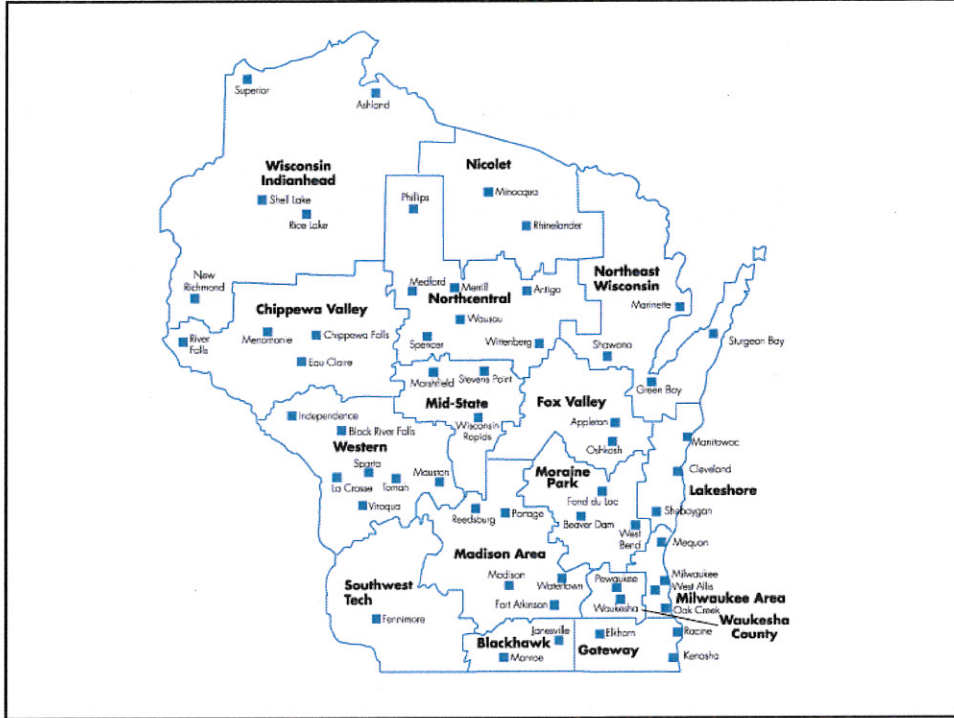 Superior
Ashland
Wisconsin
Indianhead
Nicolet
Shell Lake
Rice Lake
Phillips
Minocqua
Rhinelander
New
Richmond
Northeast
Wisconsin
Medford
Merrill
Antigo
Northcentral
Marinette
Chippewa Valley
Wausau
Menomonie
Chippewa Falls
River
Falls
Spencer
Wittenberg
Shawano
Sturgeon Bay
Eau Claire
Marshfield
Stevens Point
Green Bay
Mid-State
Fox Valley
Independence
Wisconsin
Rapids
Appleton
Black River Falls
Oshkosh
Manitowoc
Western
Sparta
La Crosse
Tomah
Mauston
Moraine
Park
Cleveland
Lakeshore
Fond du Lac
Viroqua
Reedsburg
Portage
Beaver Dam
Sheboygan
West
Bend
Mequon
Madison Area
Southwest
Tech
Madison
Watertown
Pewaukee
Milwaukee
West Allis
Milwaukee Area
Fort Atkinson
Waukesha
Oak Creek
Waukesha
County
Fennimore
Janesville
Blackhawk
Monroe
Elkhorn
Gateway
Racine
Kenosha